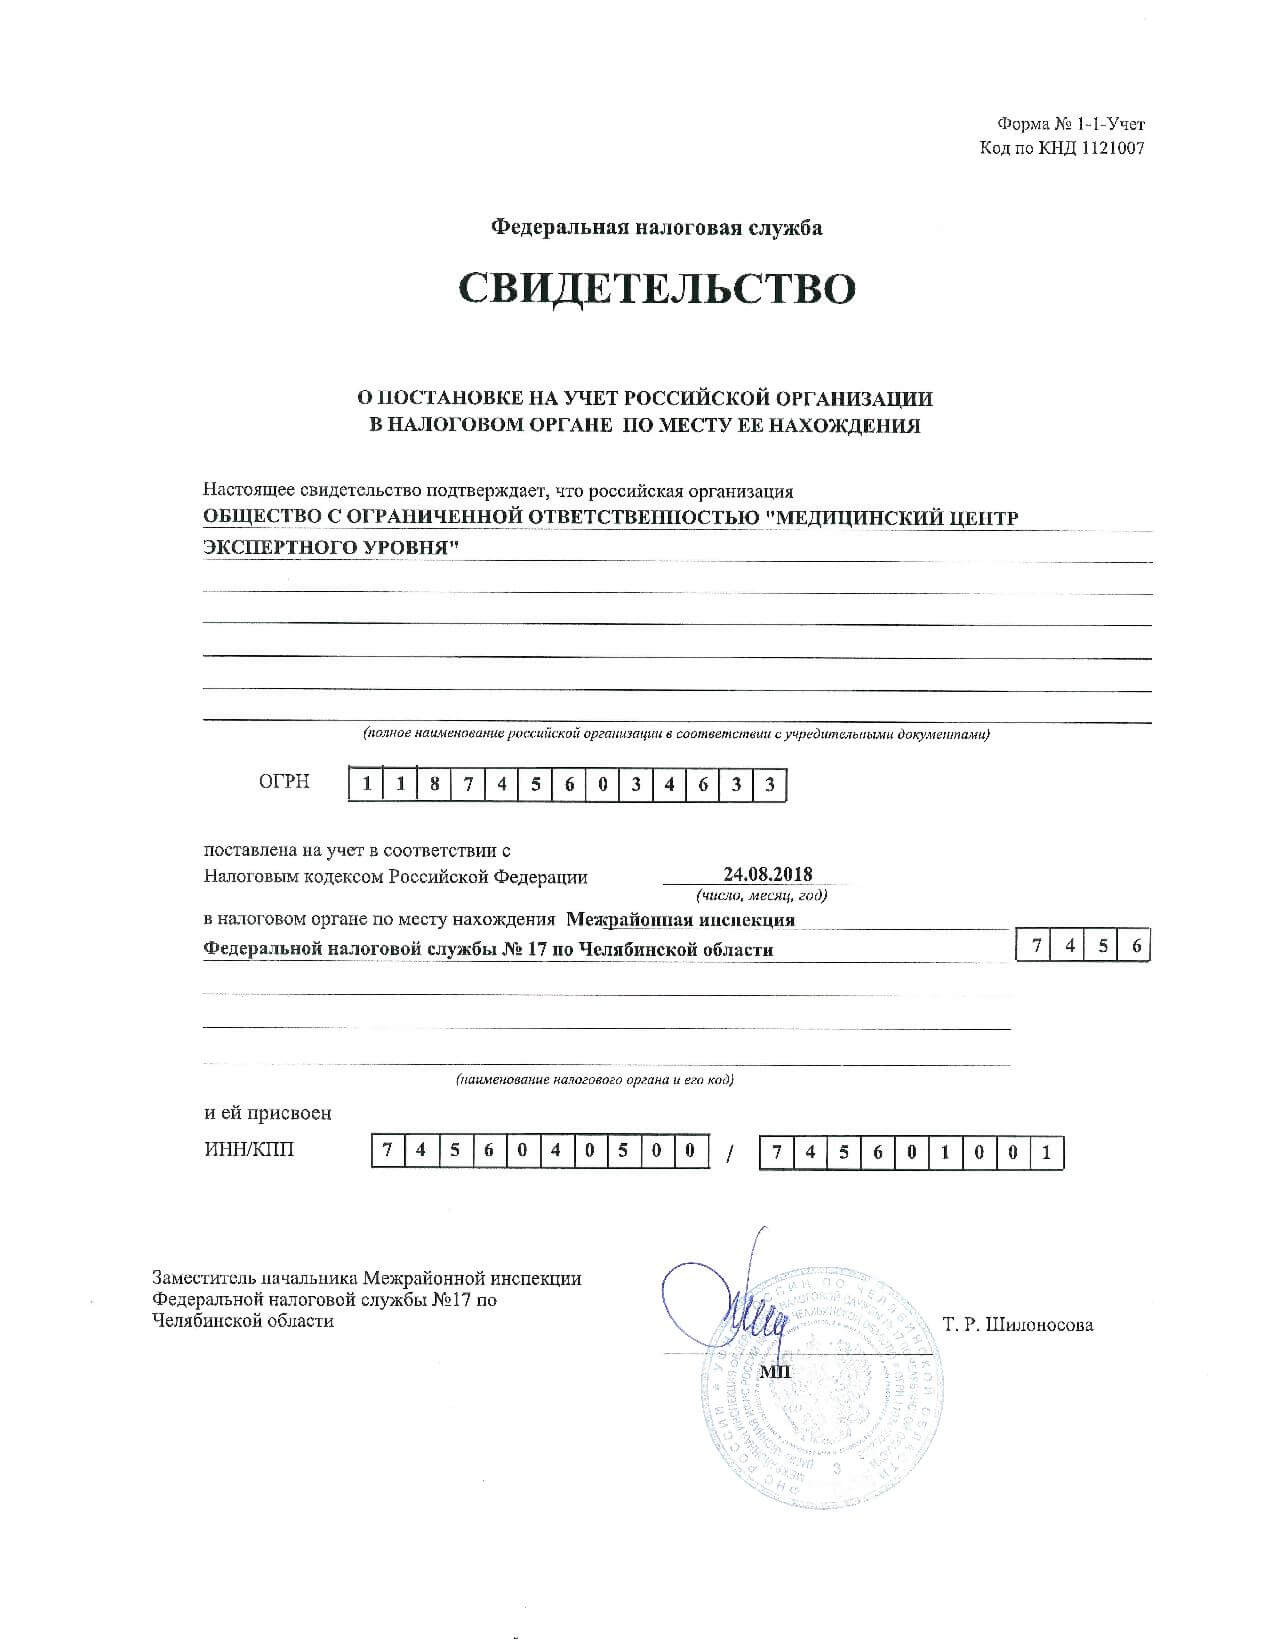 Форма № 1-1-Учет
Код по КНД 1121007
Федеральная налоговая служба
СВИДЕТЕЛЬСТВО
О ПОСТАНОВКЕ НА УЧЕТ РОССИЙСКОЙ ОРГАНИЗАЦИИ
В НАЛОГОВОМ ОРГАНЕ ПО МЕСТУ ЕЕ НАХОЖДЕНИЯ
Настоящее свидетельство подтверждает, что российская организация
ОБЩЕСТВО С ОГРАНИЧЕННОЙ ОТВЕТСТВЕННОСТЬЮ "МЕДИЦИНСКИЙ ЦЕНТР
ЭКСПЕРТНОГО УРОВНЯ"
(полное наименование российской организации в соответствии с учредительными документами)
ОГРН 1 1 8 7 4 5 6 0 3 4 6 3 3
поставлена на учет в соответствии с
Налоговым кодексом Российской Федерации 24.08.2018
(число, месяц, год)
в налоговом органе по месту нахождения Межрайонная инспекция
Федеральной налоговой службы № 17 по Челябинской области 7 4 5 6
(наименование налогового органа и его код)
и ей присвоен
ИНН/КПП 7 4 5 6 0 4 0 5 0 0 / 7 4 5 6 0 1 0 0 1
Заместитель начальника Межрайонной инспекции
Федеральной налоговой службы №17 по
Челябинской области
Т. Р. Шилоносова
МП